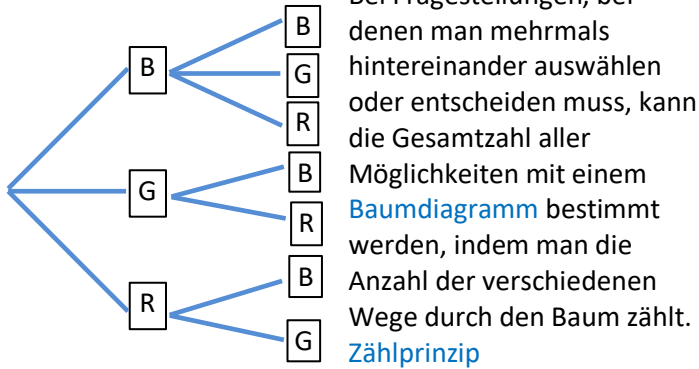 Bei Fragestellungen, bei
denen man mehrmals
hintereinander auswählen
oder entscheiden muss, kann
die Gesamtzahl aller
Möglichkeiten mit einem
Baumdiagramm bestimmt
werden, indem man die
Anzahl der verschiedenen
Wege durch den Baum zählt.
Zählprinzip
B
B
G
R
G
B
R
R
B
G